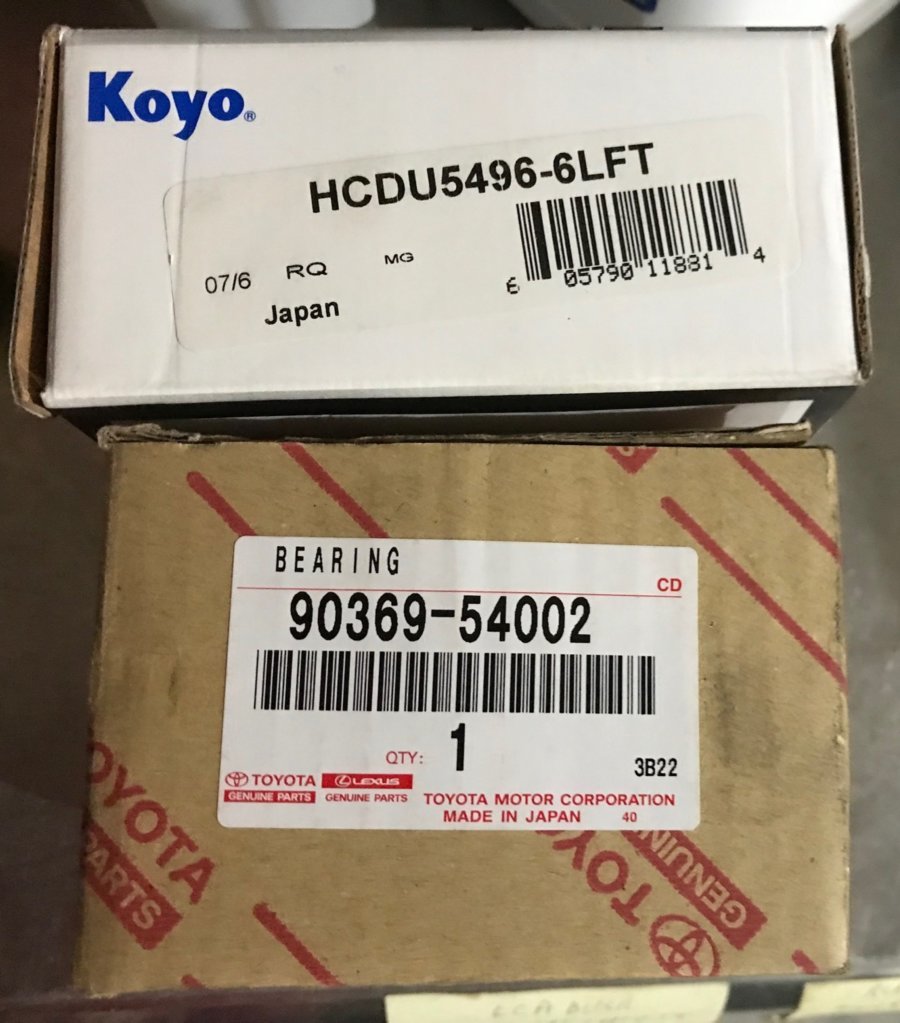 Koyo®
HCDU5496-6LFT
07/6 RQ MG
6 05790 11881 4
Japan
BEARING
CD
90369-54002
QTY: 1
3B22
TOYOTA LEXUS
GENUINE PARTS GENUINE PARTS
TOYOTA MOTOR CORPORATION
MADE IN JAPAN 40
TOYOTA
PARTS
TOYO
GENUIN